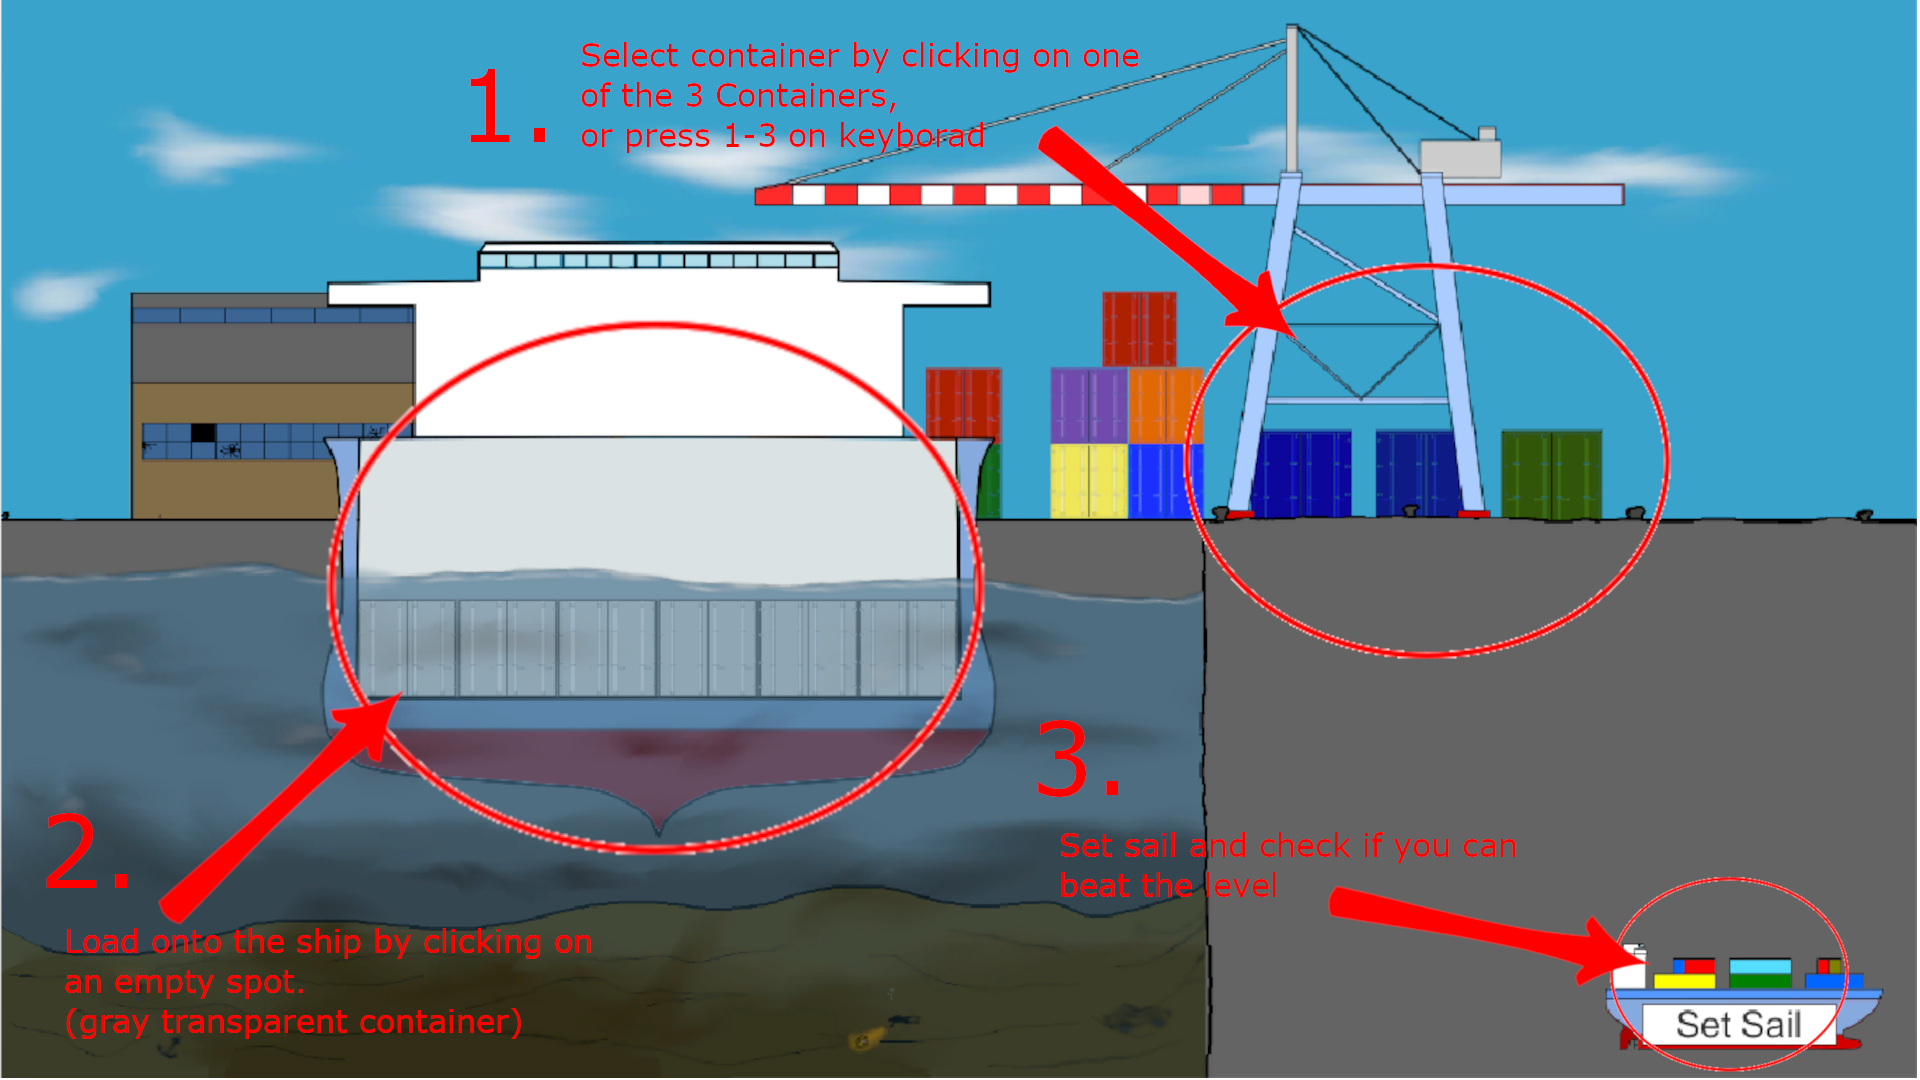 1.
Select container by clicking on one
of the 3 Containers,
or press 1-3 on keyborad
2.
Load onto the ship by clicking on
an empty spot.
(gray transparent container)
3.
Set sail and check if you can
beat the level
Set Sail